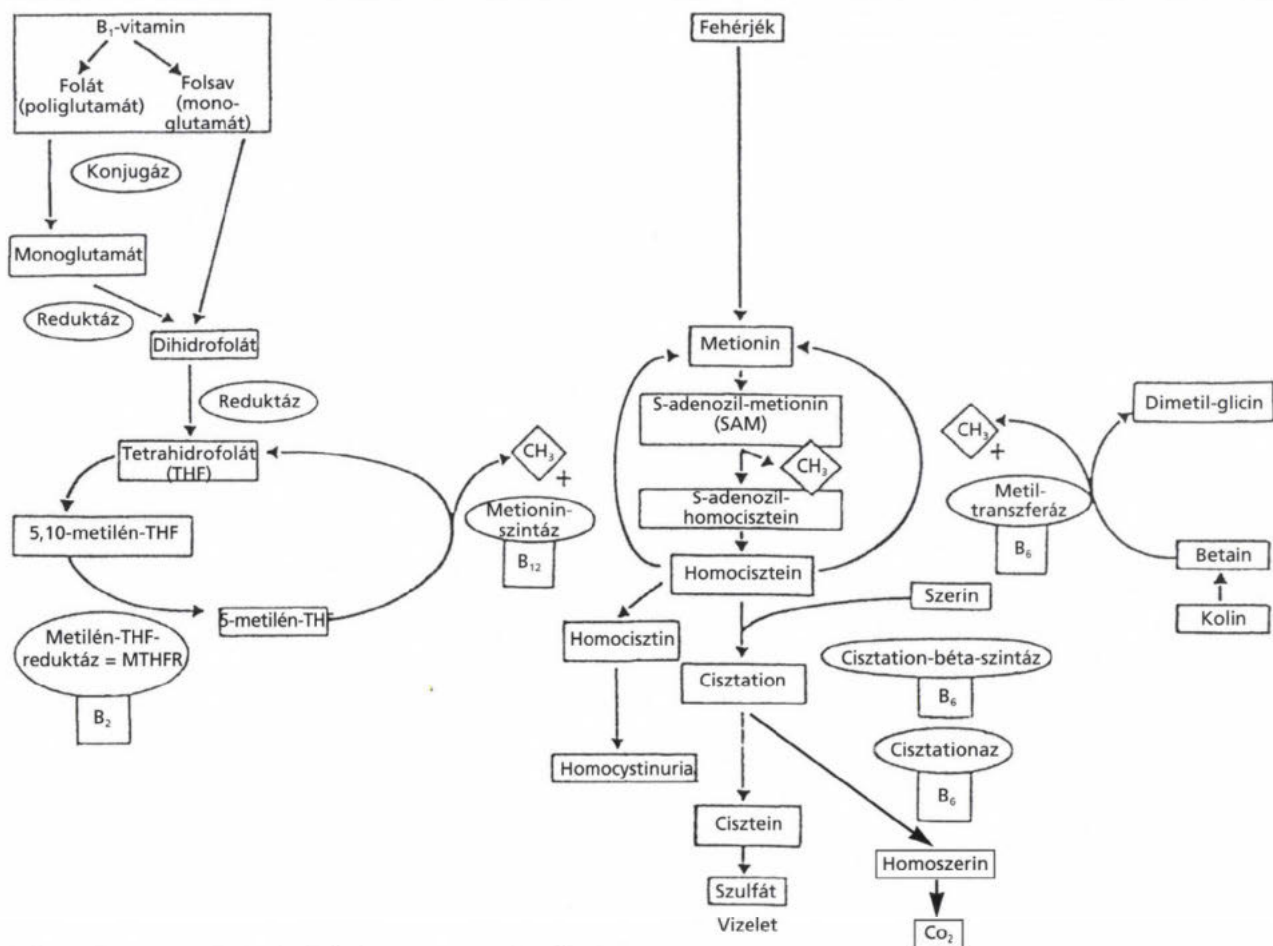 B₁-vitamin
Folát
(poliglutamát)
Folsav
(mono-
glutamát)
Konjugáz
Monoglutamát
Reduktáz
Dihidrofolát
Reduktáz
Tetrahidrofolát
(THF)
5,10-metilén-THF
5-metilén-THF
Metilén-THF-
reduktáz = MTHFR
B₂
CH₃
+
Metionin-
szintáz
B₁₂
Fehérjék
Metionin
S-adenozil-metionin
(SAM)
CH₃
S-adenozil-
homocisztein
Homocisztein
Homocisztin
Homocystinuria
Szerin
Cisztation
Cisztein
Szulfát
Vizelet
Cisztation-béta-szintáz
B₆
Cisztationaz
B₆
Homoszerin
Co₂
CH₃
+
Metil-
transzferáz
B₆
Dimetil-glicin
Betain
Kolin